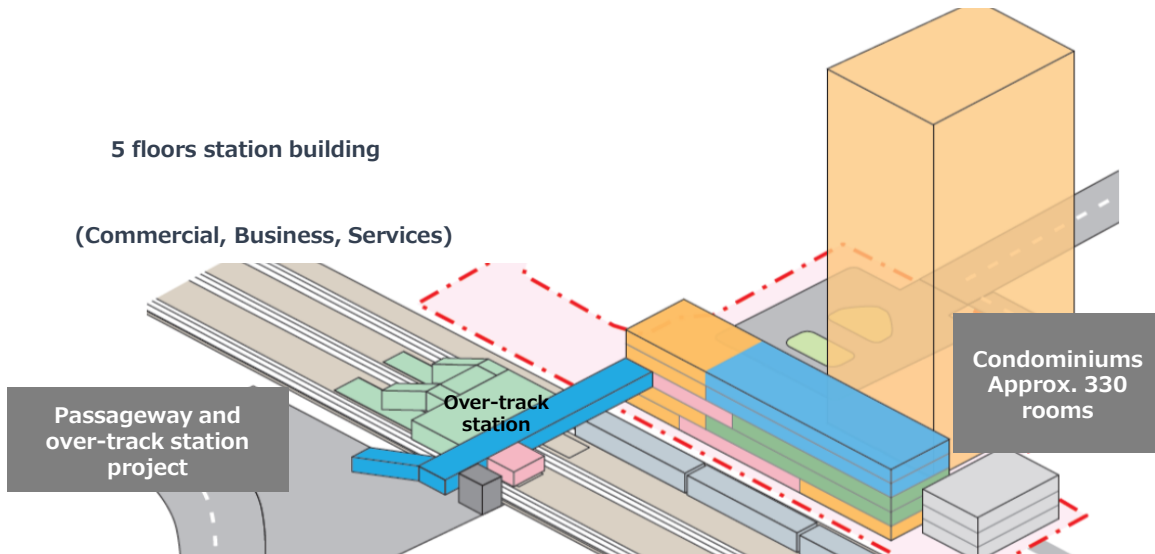 5 floors station building
(Commercial, Business, Services)
Over-track
station
Passageway and
over-track station
project
Condominiums
Approx. 330
rooms